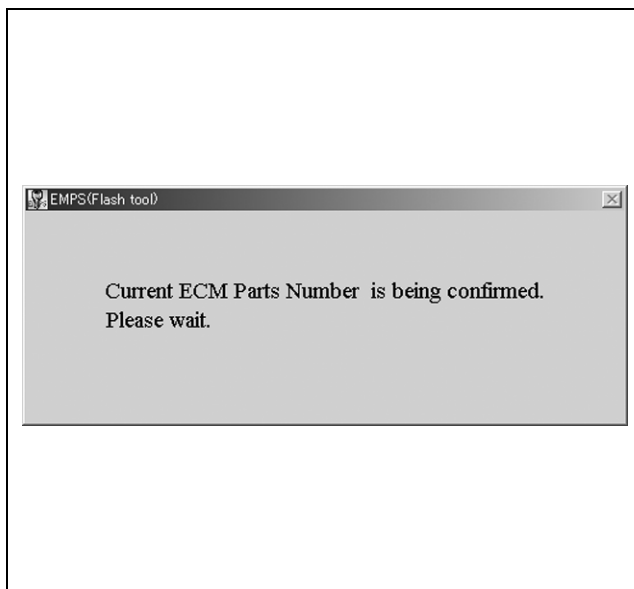 EMPS(Flash tool)
Current ECM Parts Number is being confirmed.
Please wait.